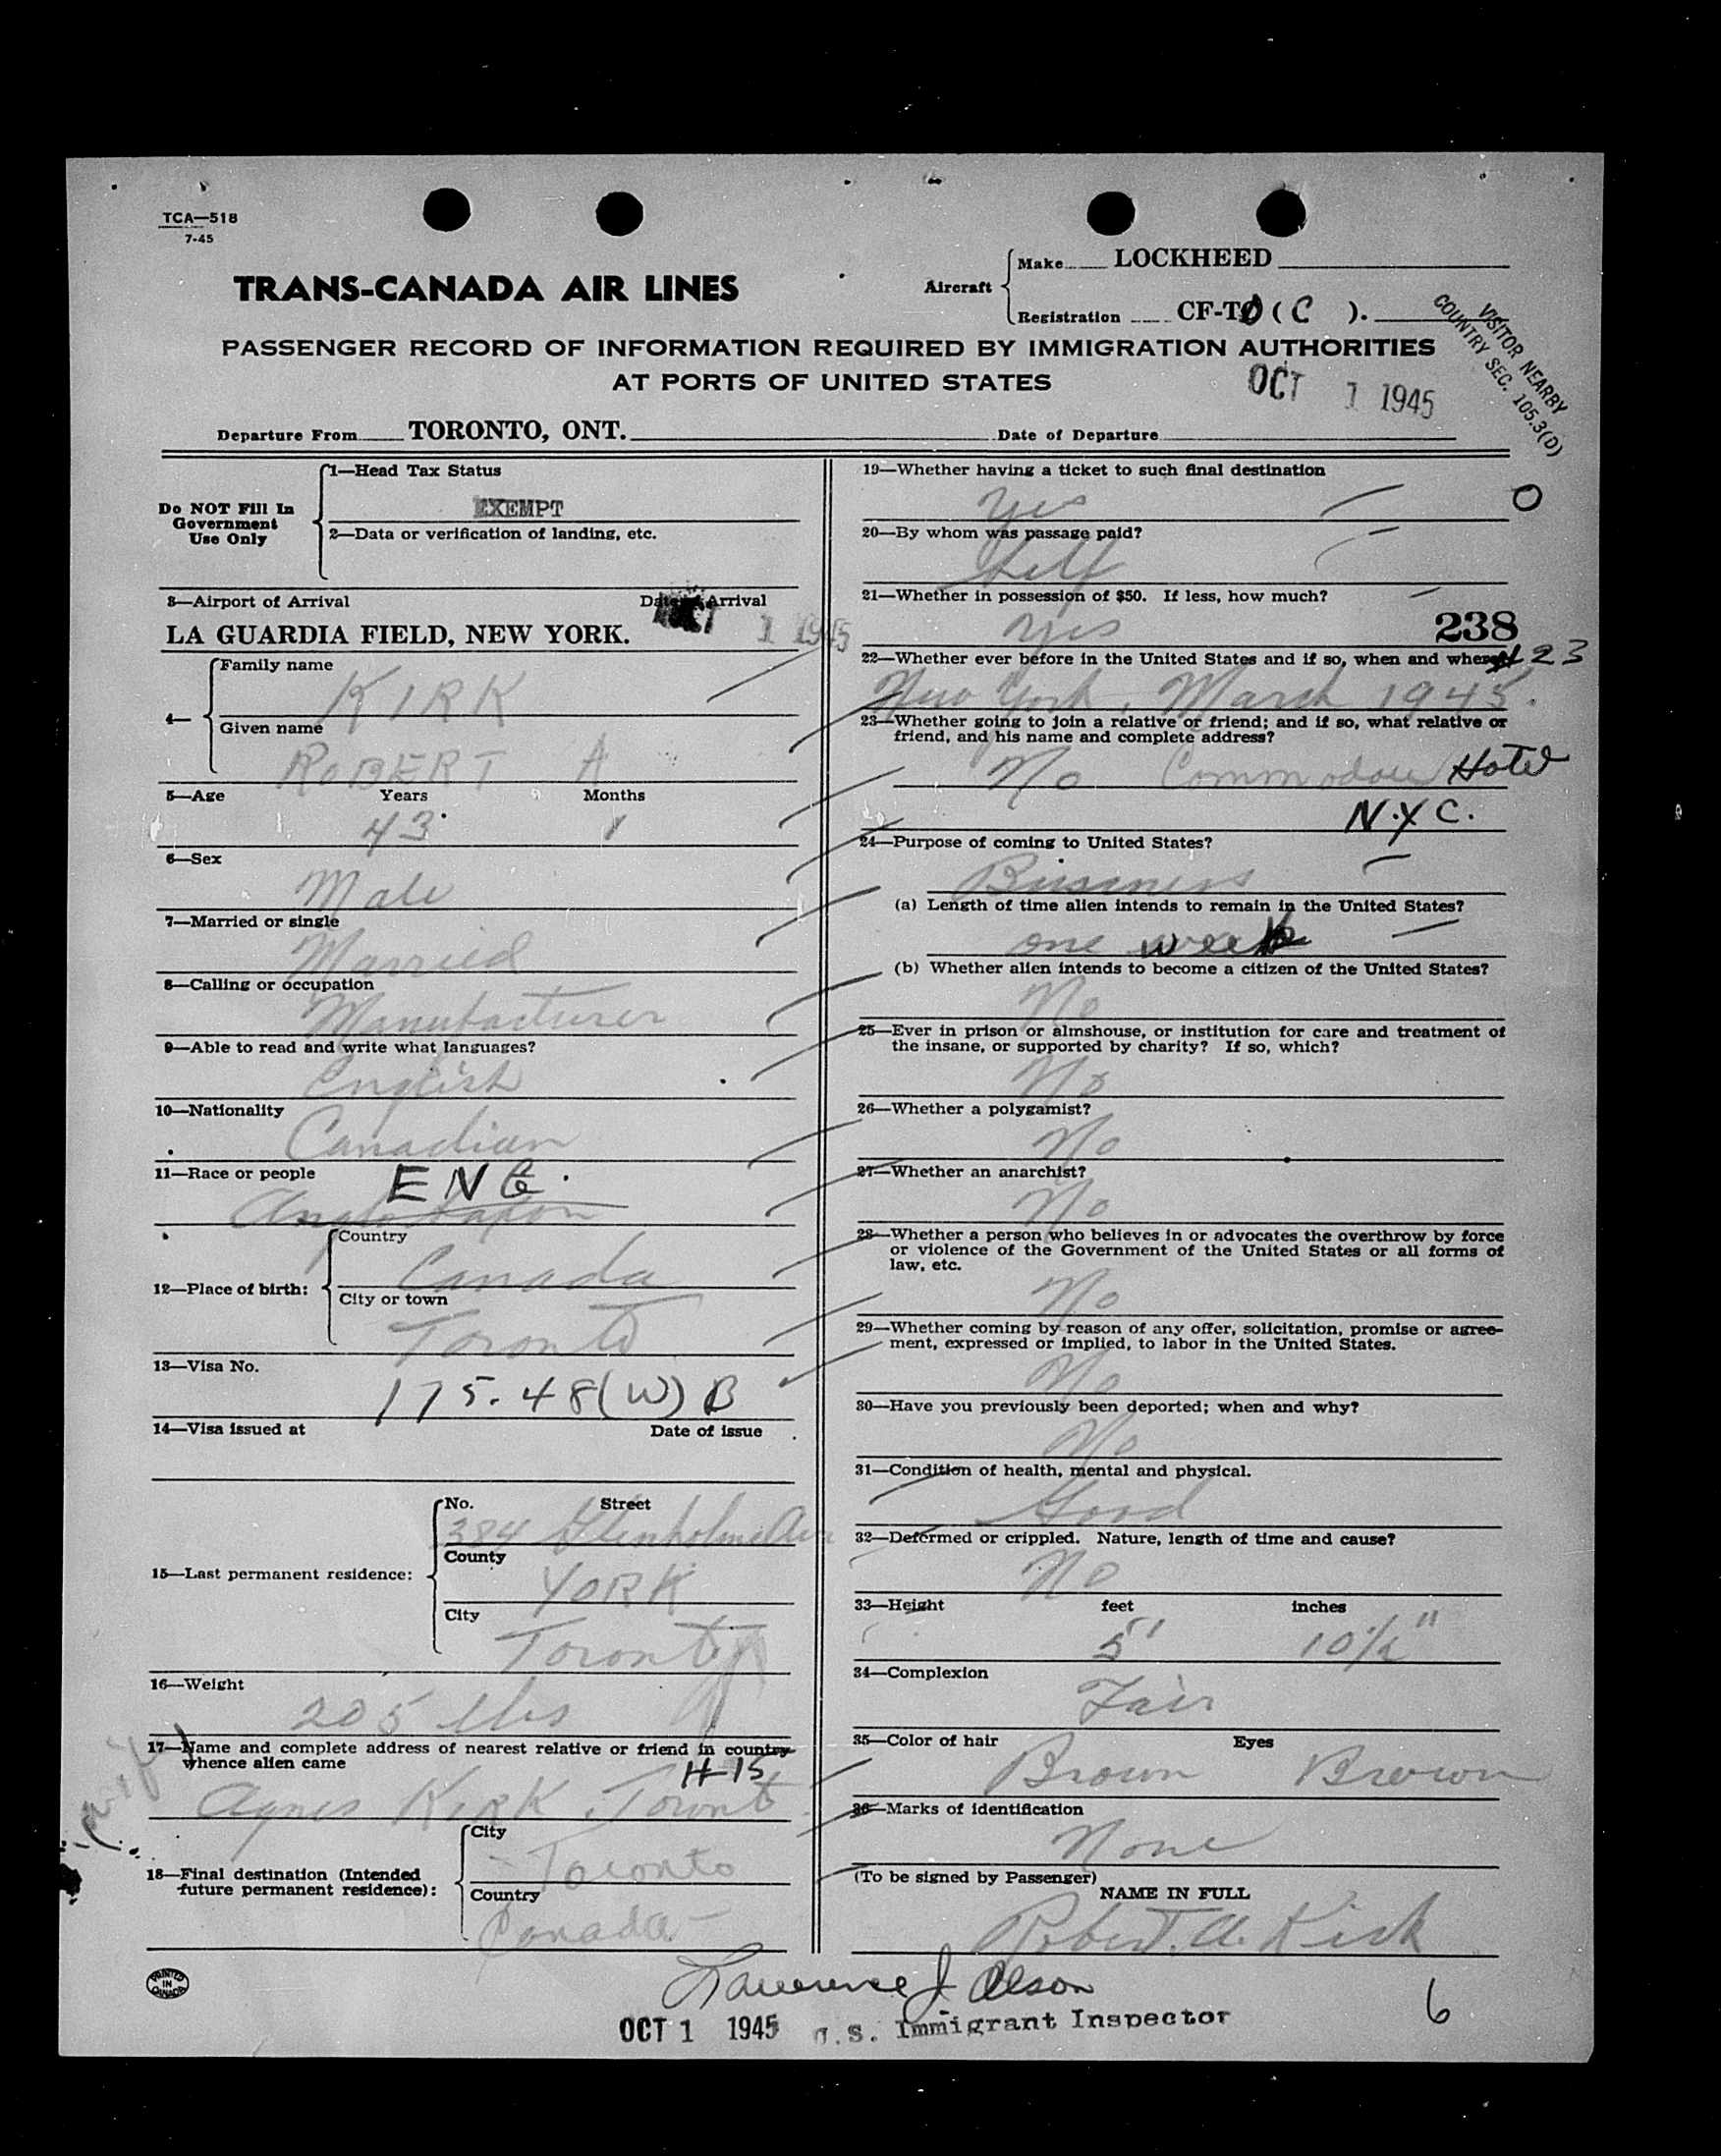 TCA—518
7-45
TRANS-CANADA AIR LINES
Aircraft
Make LOCKHEED
Registration CF-T (C ).
VISITOR NEARBY
COUNTRY SEC. 105.3(D)
PASSENGER RECORD OF INFORMATION REQUIRED BY IMMIGRATION AUTHORITIES
AT PORTS OF UNITED STATES
OCT 1 1945
Departure From TORONTO, ONT. Date of Departure
Do NOT Fill In
Government
Use Only
1—Head Tax Status
EXEMPT
2—Data or verification of landing, etc.
3—Airport of Arrival Date of Arrival
LA GUARDIA FIELD, NEW YORK. OCT 1 1945
4—
Family name
KIRK
Given name
ROBERT A
5—Age Years Months
43 1
6—Sex
Male
7—Married or single
Married
8—Calling or occupation
Manufacturer
9—Able to read and write what languages?
English
10—Nationality
Canadian
11—Race or people ENG.
Anglo Saxon
12—Place of birth:
Country
Canada
City or town
Toronto
13—Visa No.
175.48(W)B
14—Visa issued at Date of issue
15—Last permanent residence:
No. Street
384 Glenholme Ave
County
YORK
City
Toronto
16—Weight
205 lbs
17—Name and complete address of nearest relative or friend in country
whence alien came
H-15
(wife)
Agnes KIRK, Toronto
18—Final destination (Intended
future permanent residence):
City
Toronto
Country
Canada
19—Whether having a ticket to such final destination
Yes
O
20—By whom was passage paid?
Self
21—Whether in possession of $50. If less, how much?
Yes
238
22—Whether ever before in the United States and if so, when and where?
23
New York, March 1945.
23—Whether going to join a relative or friend; and if so, what relative or
friend, and his name and complete address?
No Commodore Hotel
N.Y.C.
24—Purpose of coming to United States?
Business
(a) Length of time alien intends to remain in the United States?
one week
(b) Whether alien intends to become a citizen of the United States?
No
25—Ever in prison or almshouse, or institution for care and treatment of
the insane, or supported by charity? If so, which?
No
26—Whether a polygamist?
No
27—Whether an anarchist?
No
28—Whether a person who believes in or advocates the overthrow by force
or violence of the Government of the United States or all forms of
law, etc.
No
29—Whether coming by reason of any offer, solicitation, promise or agree-
ment, expressed or implied, to labor in the United States.
No
30—Have you previously been deported; when and why?
No
31—Condition of health, mental and physical.
Good
32—Deformed or crippled. Nature, length of time and cause?
No
33—Height feet inches
5' 10½"
34—Complexion
Fair
35—Color of hair Eyes
Brown Brown
36—Marks of identification
None
(To be signed by Passenger)
NAME IN FULL
Robert. A. Kirk
PRINTED
IN
CANADA
Lawrence J Olson
OCT 1 1945 U.S. Immigrant Inspector
6